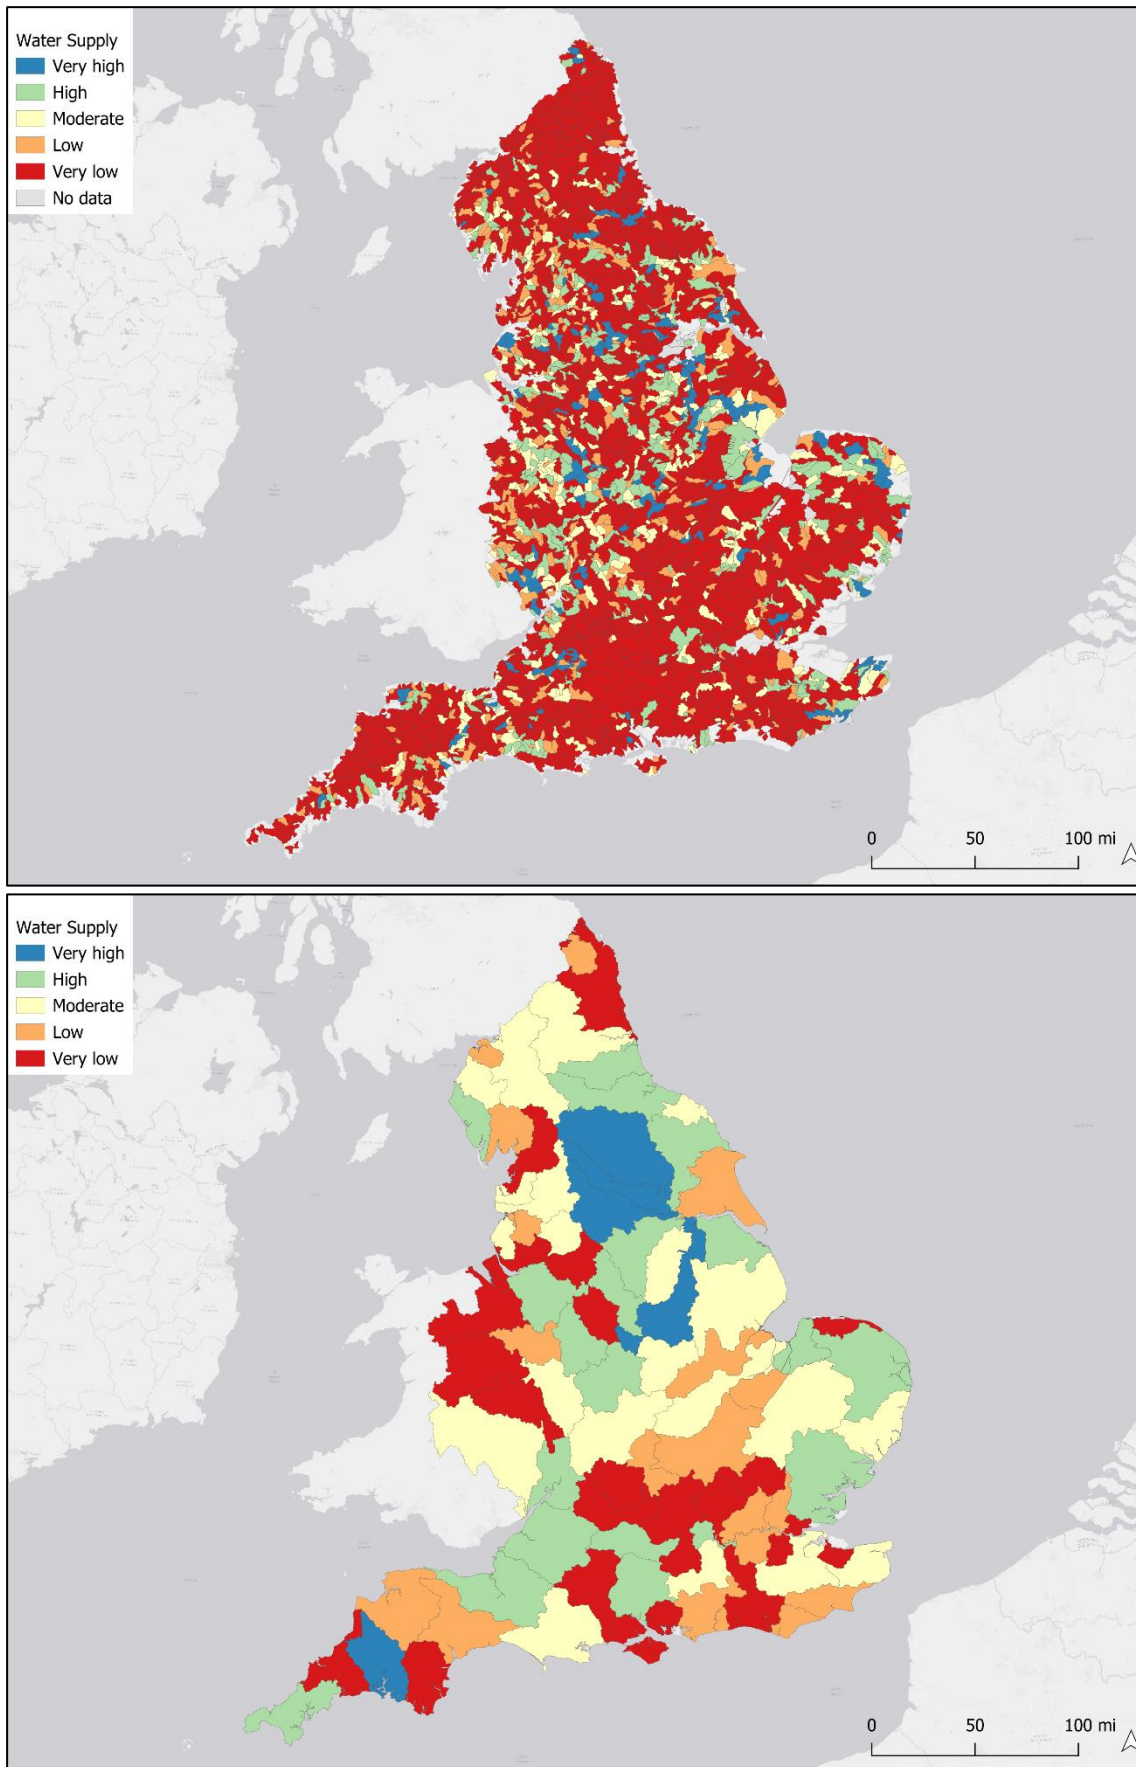 Water Supply
Very high
High
Moderate
Low
Very low
No data
0 50 100 mi
Water Supply
Very high
High
Moderate
Low
Very low
0 50 100 mi